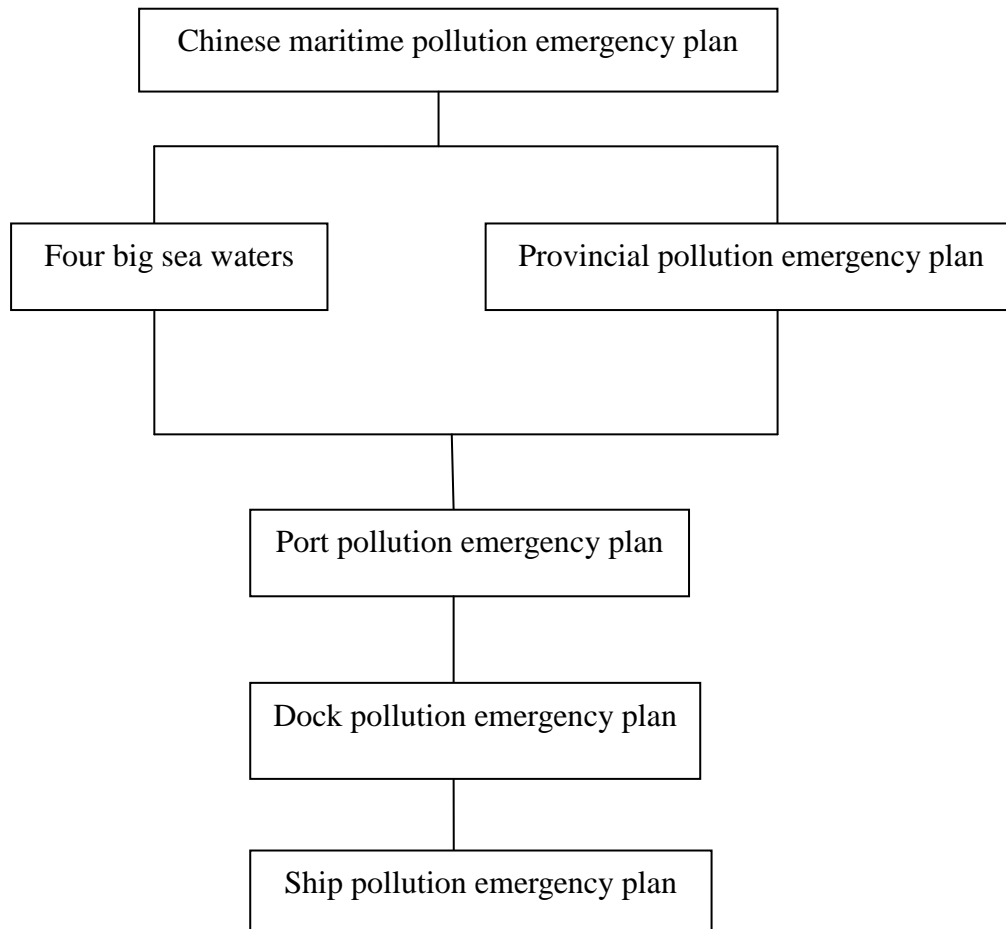 Chinese maritime pollution emergency plan
Four big sea waters
Provincial pollution emergency plan
Port pollution emergency plan
Dock pollution emergency plan
Ship pollution emergency plan